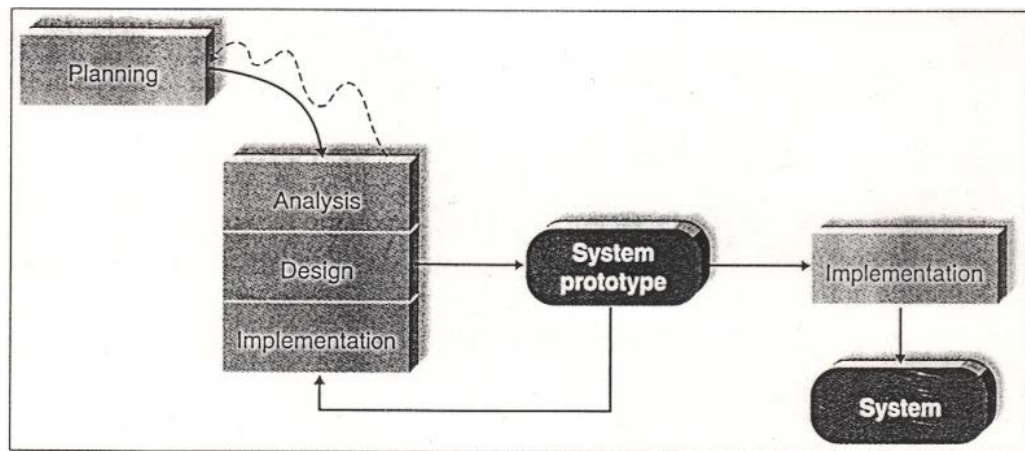 Planning
Analysis
Design
Implementation
System
prototype
Implementation
System